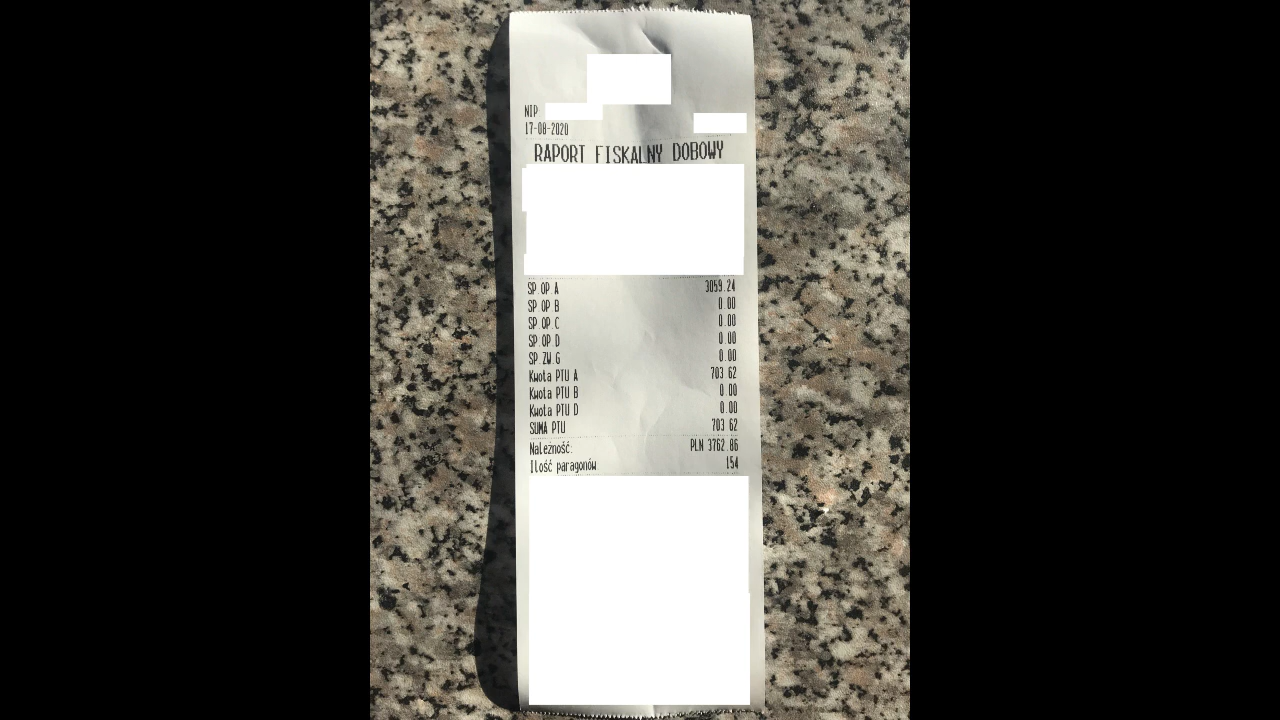 NIP
17-08-2020
RAPORT FISKALNY DOBOWY
SP.OP.A 3059.24
SP.OP.B 0.00
SP.OP.C 0.00
SP.OP.D 0.00
SP.ZW.G 0.00
Kwota PTU A 703.62
Kwota PTU B 0.00
Kwota PTU D 0.00
SUMA PTU 703.62
Należność: PLN 3762.86
Ilość paragonów 154